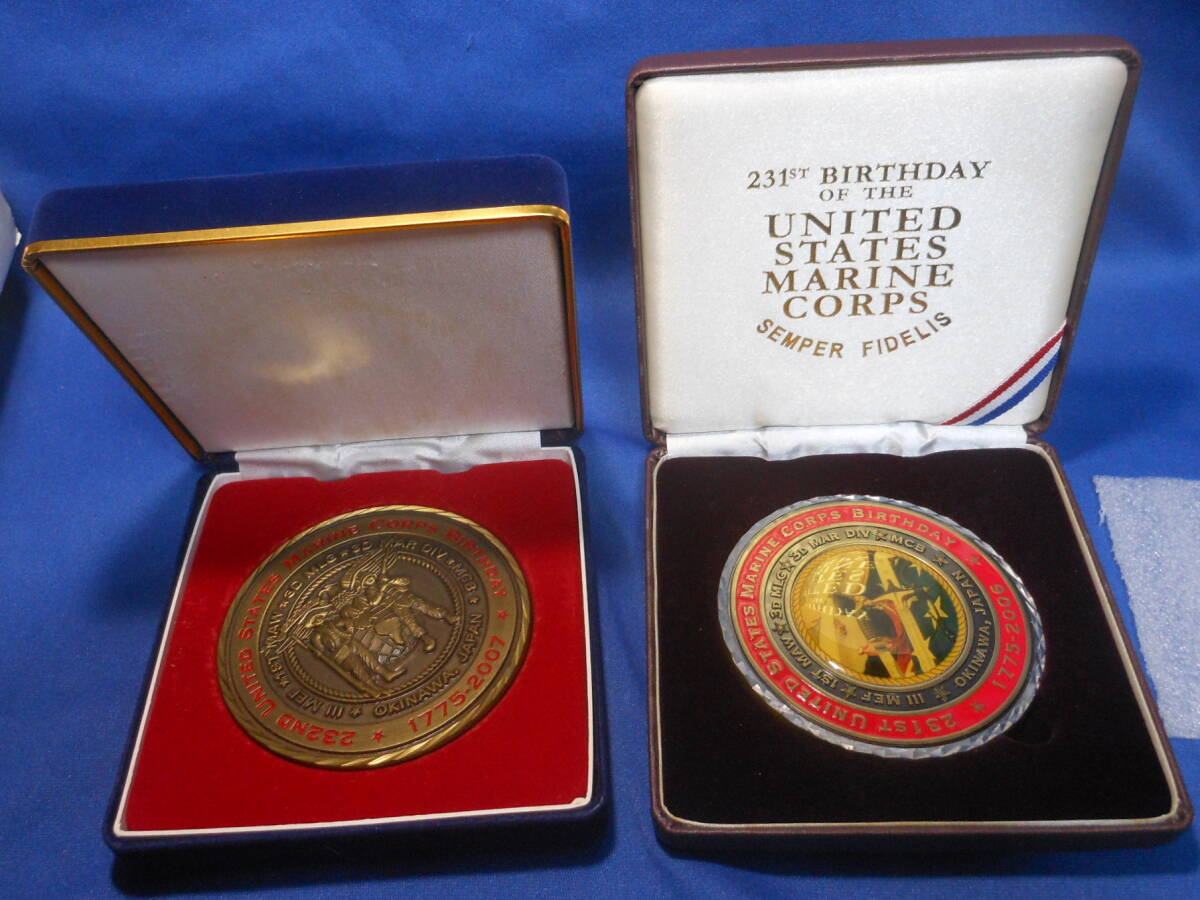 231ST BIRTHDAY
OF THE
UNITED
STATES
MARINE
CORPS
SEMPER FIDELIS
232ND UNITED STATES MARINE CORPS BIRTHDAY ★ 1775-2007 ★
III MEF ★ 1ST MAW ★ 3D MLG ★ 3D MAR DIV ★ MCB ★
OKINAWA, JAPAN ★
231ST UNITED STATES MARINE CORPS BIRTHDAY ★ 1775-2006 ★
III MEF ★ 1ST MAW ★ 3D MLG ★ 3D MAR DIV ★ MCB ★
OKINAWA, JAPAN ★